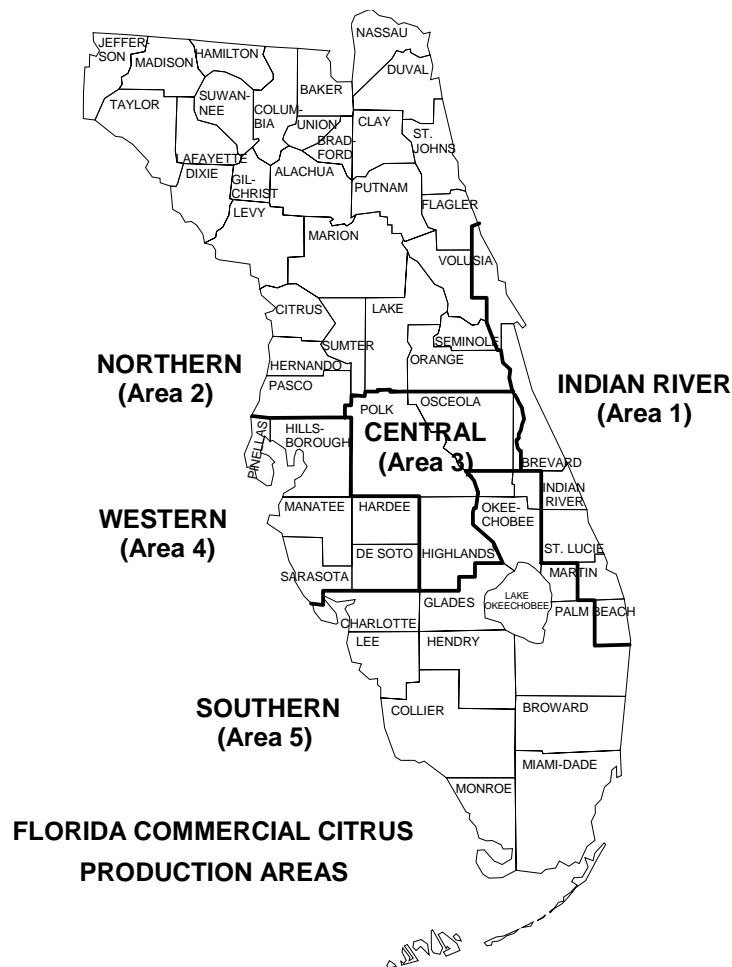 NASSAU
JEFFER-
SON
HAMILTON
MADISON
DUVAL
BAKER
TAYLOR
SUWAN-
NEE
COLUM-
BIA
UNION
CLAY
BRAD-
FORD
ST.
JOHNS
LAFAYETTE
DIXIE
GIL-
CHRIST
ALACHUA
PUTNAM
FLAGLER
LEVY
MARION
VOLUSIA
CITRUS
LAKE
SUMTER
SEMINOLE
ORANGE
HERNANDO
PASCO
NORTHERN
(Area 2)
INDIAN RIVER
(Area 1)
POLK
OSCEOLA
CENTRAL
(Area 3)
HILLS-
BOROUGH
PINELLAS
BREVARD
INDIAN
RIVER
WESTERN
(Area 4)
MANATEE
HARDEE
OKEE-
CHOBEE
DE SOTO
HIGHLANDS
ST. LUCIE
SARASOTA
MARTIN
LAKE
OKEECHOBEE
GLADES
PALM BEACH
CHARLOTTE
LEE
HENDRY
SOUTHERN
(Area 5)
COLLIER
BROWARD
MIAMI-DADE
MONROE
FLORIDA COMMERCIAL CITRUS
PRODUCTION AREAS